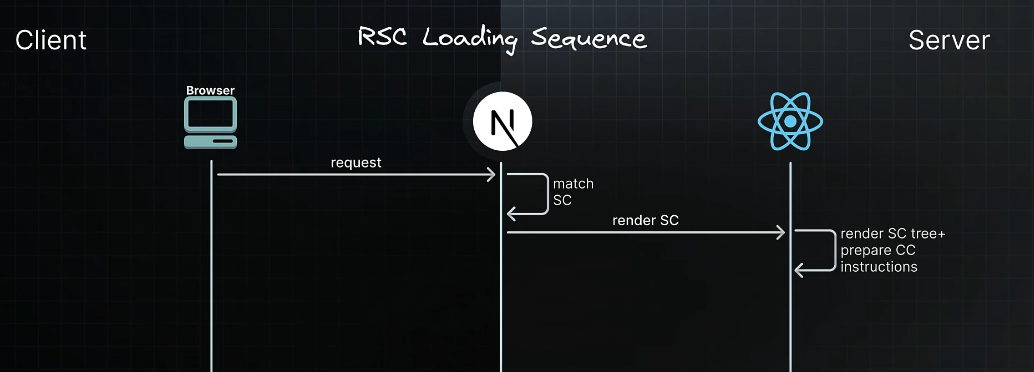 Client
RSC Loading Sequence
Server
Browser
N
request
match
SC
render SC
render SC tree+
prepare CC
instructions